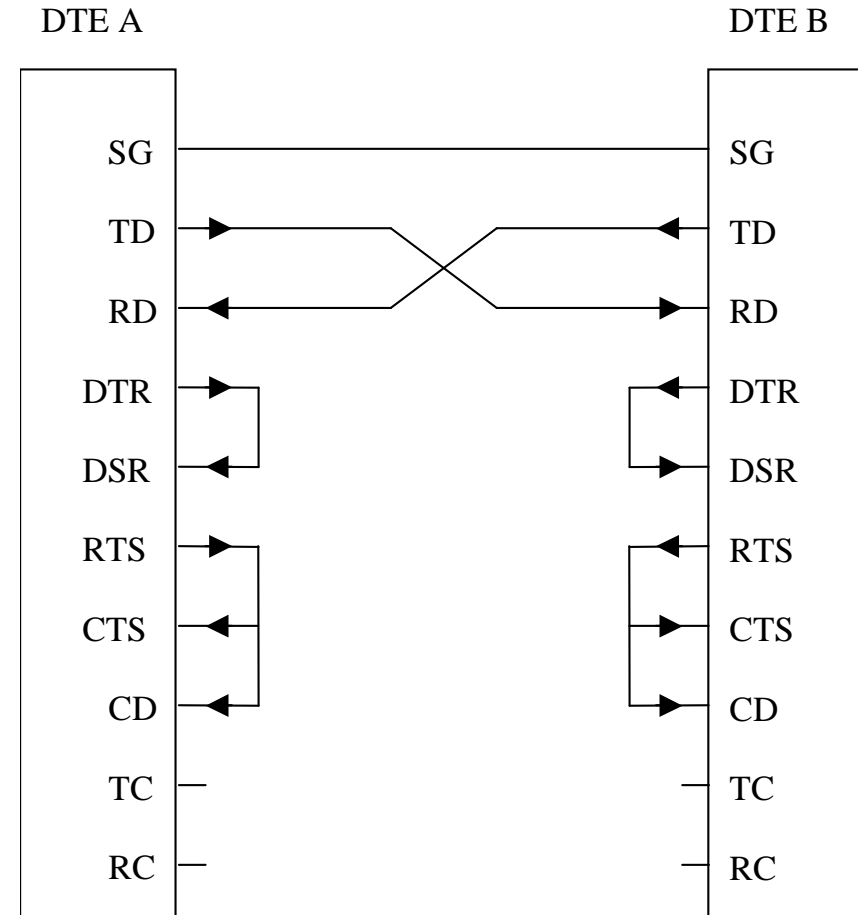 DTE A DTE B
SG SG
TD TD
RD RD
DTR DTR
DSR DSR
RTS RTS
CTS CTS
CD CD
TC TC
RC RC